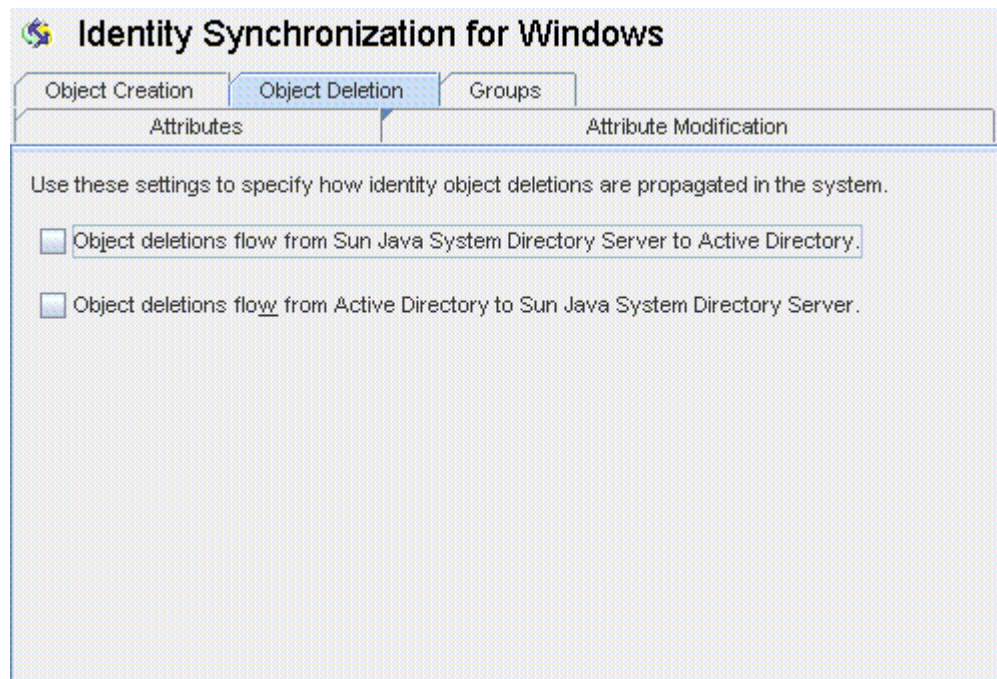 Identity Synchronization for Windows
Object Creation Object Deletion Groups
Attributes Attribute Modification
Use these settings to specify how identity object deletions are propagated in the system.
Object deletions flow from Sun Java System Directory Server to Active Directory.
Object deletions flow from Active Directory to Sun Java System Directory Server.